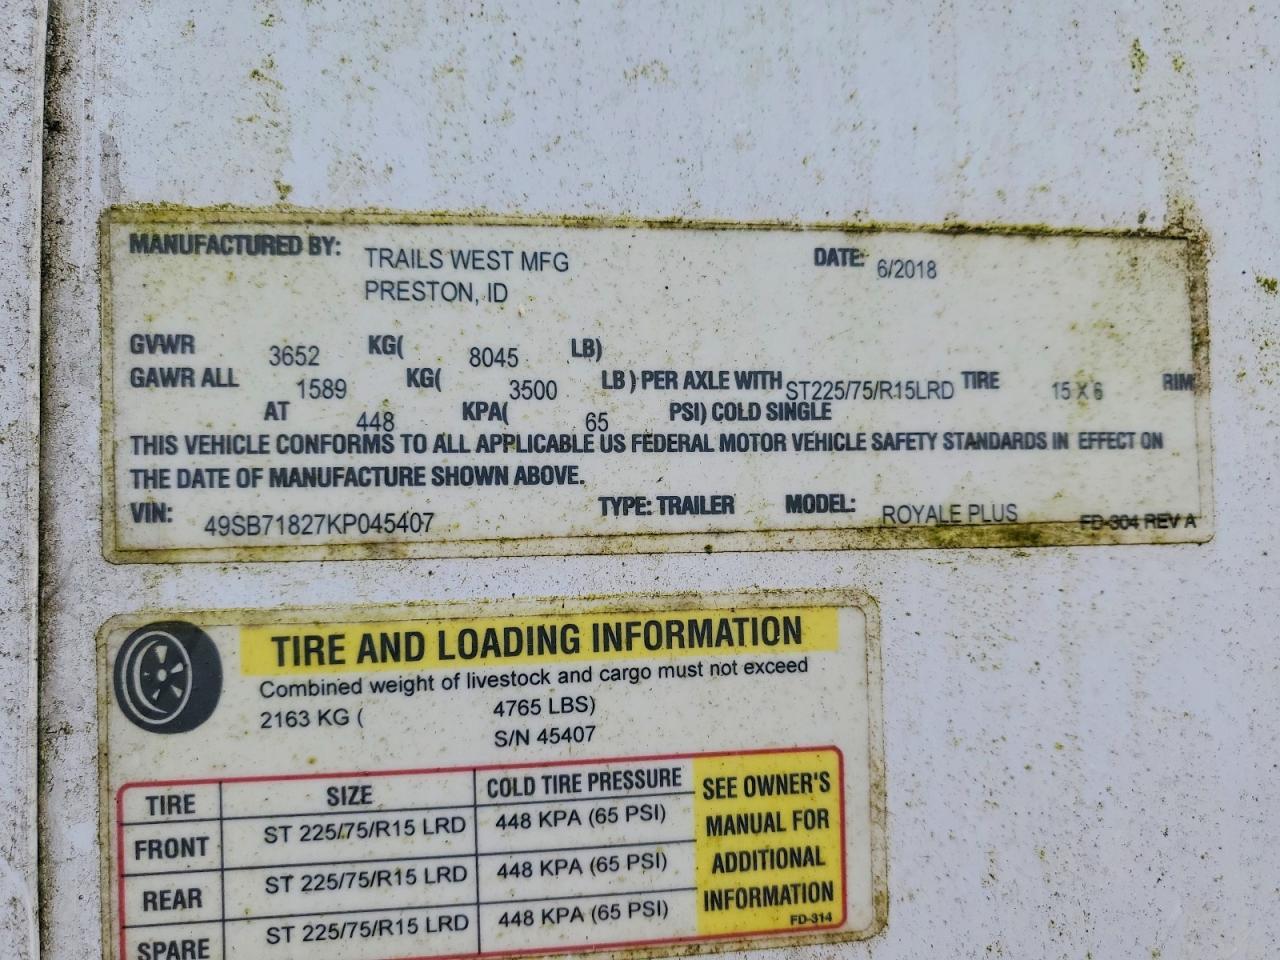 MANUFACTURED BY: TRAILS WEST MFG DATE: 6/2018
PRESTON, ID
GVWR 3652 KG( 8045 LB)
GAWR ALL 1589 KG( 3500 LB ) PER AXLE WITH ST225/75/R15LRD TIRE 15 X 6 RIM
AT 448 KPA( 65 PSI) COLD SINGLE
THIS VEHICLE CONFORMS TO ALL APPLICABLE US FEDERAL MOTOR VEHICLE SAFETY STANDARDS IN EFFECT ON
THE DATE OF MANUFACTURE SHOWN ABOVE.
VIN: 49SB71827KP045407 TYPE: TRAILER MODEL: ROYALE PLUS FD-304 REV A
TIRE AND LOADING INFORMATION
Combined weight of livestock and cargo must not exceed
2163 KG ( 4765 LBS)
S/N 45407
TIRE SIZE COLD TIRE PRESSURE
FRONT ST 225/75/R15 LRD 448 KPA (65 PSI)
REAR ST 225/75/R15 LRD 448 KPA (65 PSI)
SPARE ST 225/75/R15 LRD 448 KPA (65 PSI)
SEE OWNER'S
MANUAL FOR
ADDITIONAL
INFORMATION
FD-314